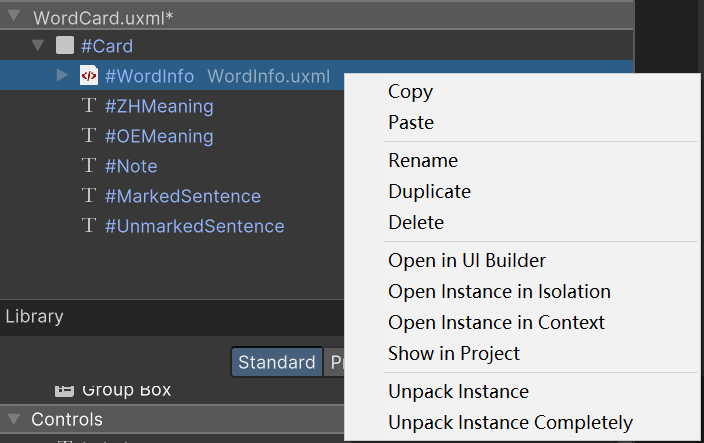 WordCard.uxml*
#Card
#WordInfo WordInfo.uxml
#ZHMeaning
#OEMeaning
#Note
#MarkedSentence
#UnmarkedSentence
Copy
Paste
Rename
Duplicate
Delete
Open in UI Builder
Open Instance in Isolation
Open Instance in Context
Show in Project
Unpack Instance
Unpack Instance Completely
Library
Standard
Group Box
Controls